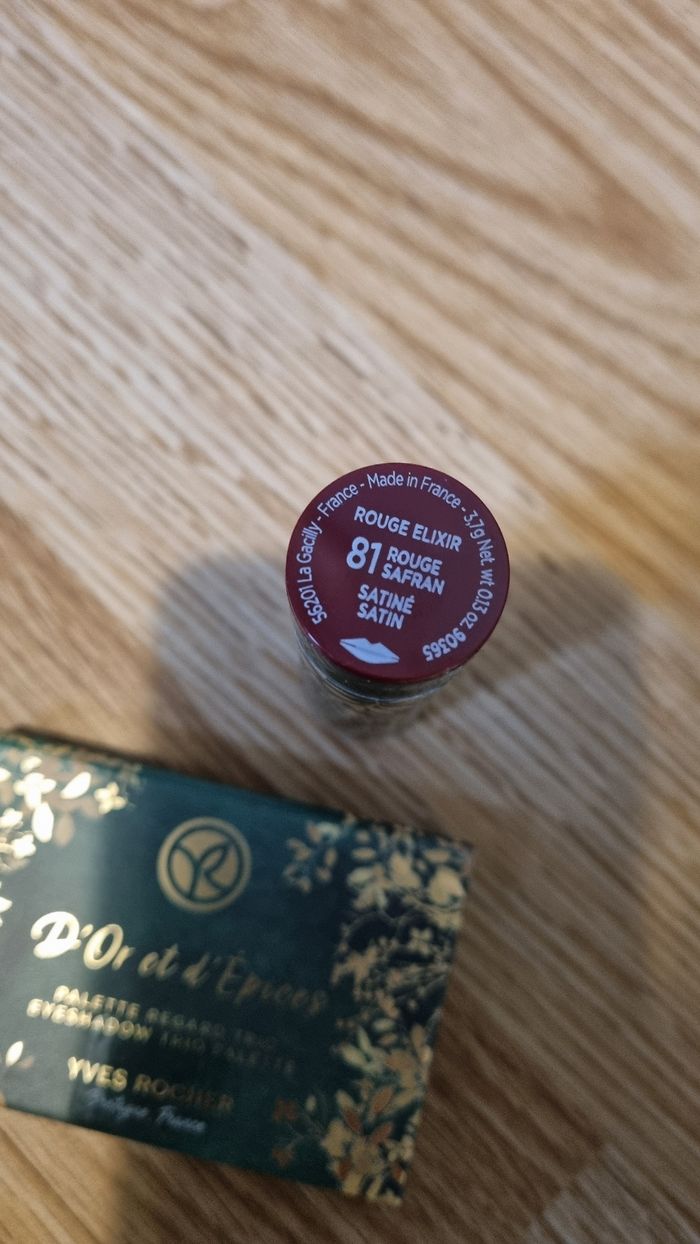 56201 La Gacilly - France - Made in France - 3,7g Net. wt 0.13 oz. 90365
ROUGE ELIXIR
81 ROUGE
SAFRAN
SATINÉ
SATIN
YR
D'Or et d'Épices
PALETTE REGARD TRIO
EYESHADOW TRIO PALETTE
YVES ROCHER
Bretagne France